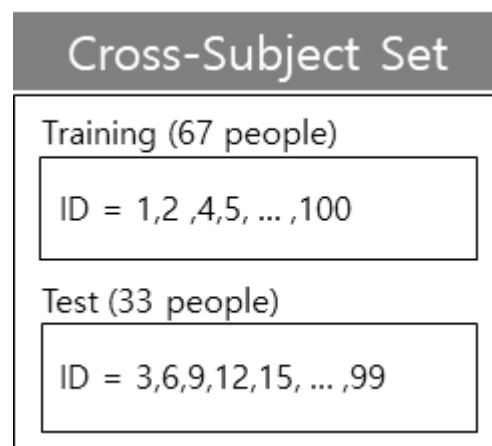 Cross-Subject Set
Training (67 people)
ID = 1,2 ,4,5, ... ,100
Test (33 people)
ID = 3,6,9,12,15, ... ,99